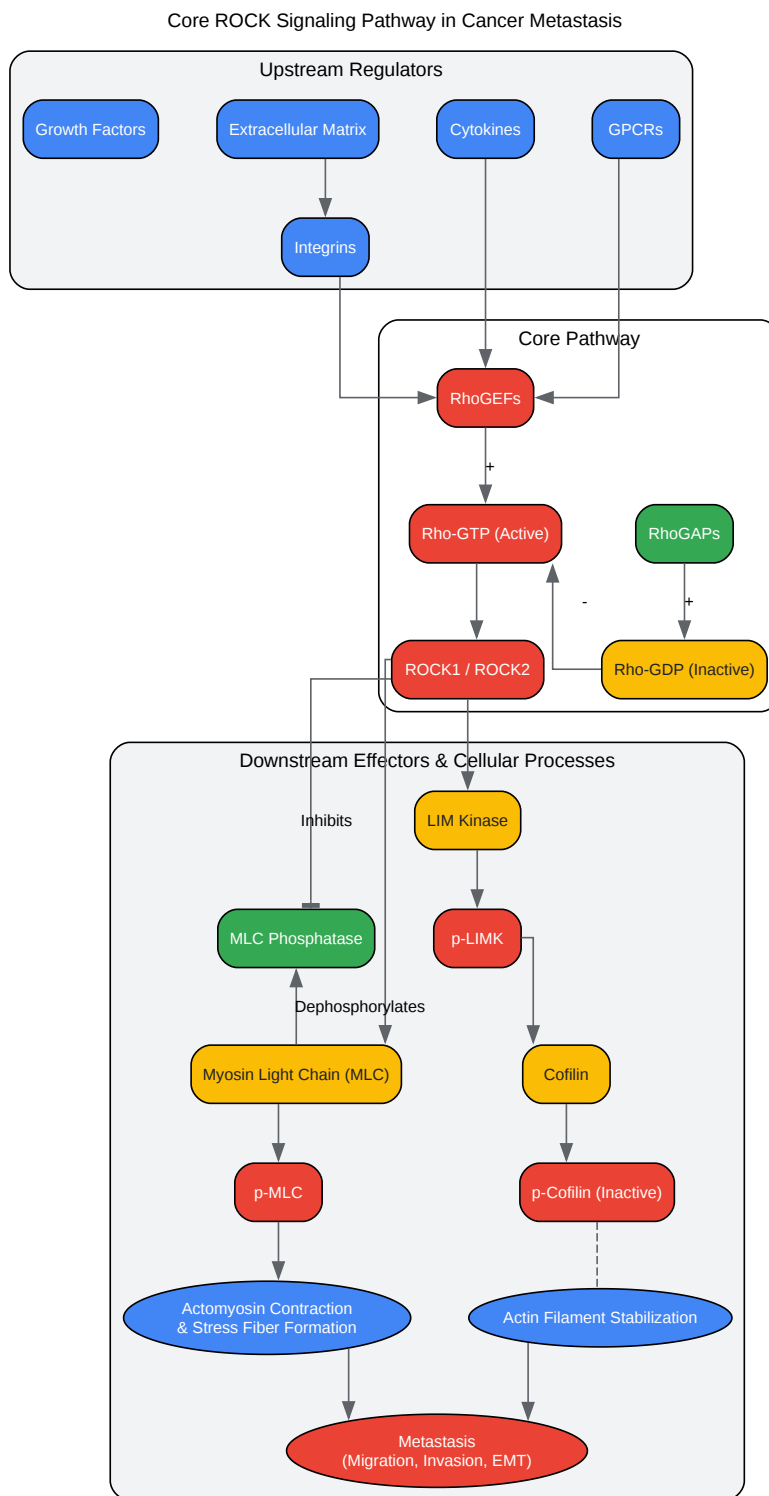 Core ROCK Signaling Pathway in Cancer Metastasis
Upstream Regulators
Growth Factors
Extracellular Matrix
Cytokines
GPCRs
Integrins
Core Pathway
RhoGEFs
+
Rho-GTP (Active)
RhoGAPs
-
+
ROCK1 / ROCK2
Rho-GDP (Inactive)
Downstream Effectors & Cellular Processes
Inhibits
LIM Kinase
MLC Phosphatase
p-LIMK
Dephosphorylates
Myosin Light Chain (MLC)
Cofilin
p-MLC
p-Cofilin (Inactive)
Actomyosin Contraction
& Stress Fiber Formation
Actin Filament Stabilization
Metastasis
(Migration, Invasion, EMT)